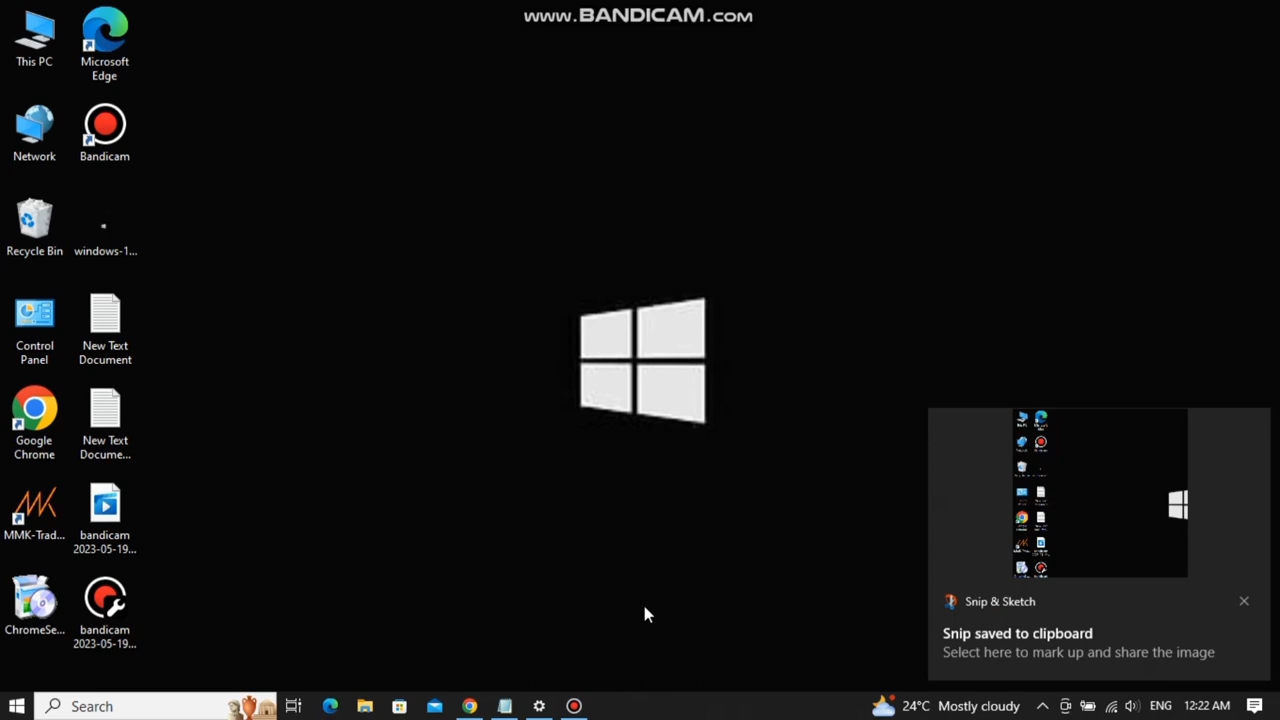 www.BANDICAM.com
This PC
Microsoft
Edge
Network
Bandicam
Recycle Bin
windows-1...
Control
Panel
New Text
Document
Google
Chrome
New Text
Docume...
MMK-Trad...
bandicam
2023-05-19...
ChromeSe...
bandicam
2023-05-19...
Snip & Sketch
Snip saved to clipboard
Select here to mark up and share the image
Search
24°C Mostly cloudy
ENG
12:22 AM